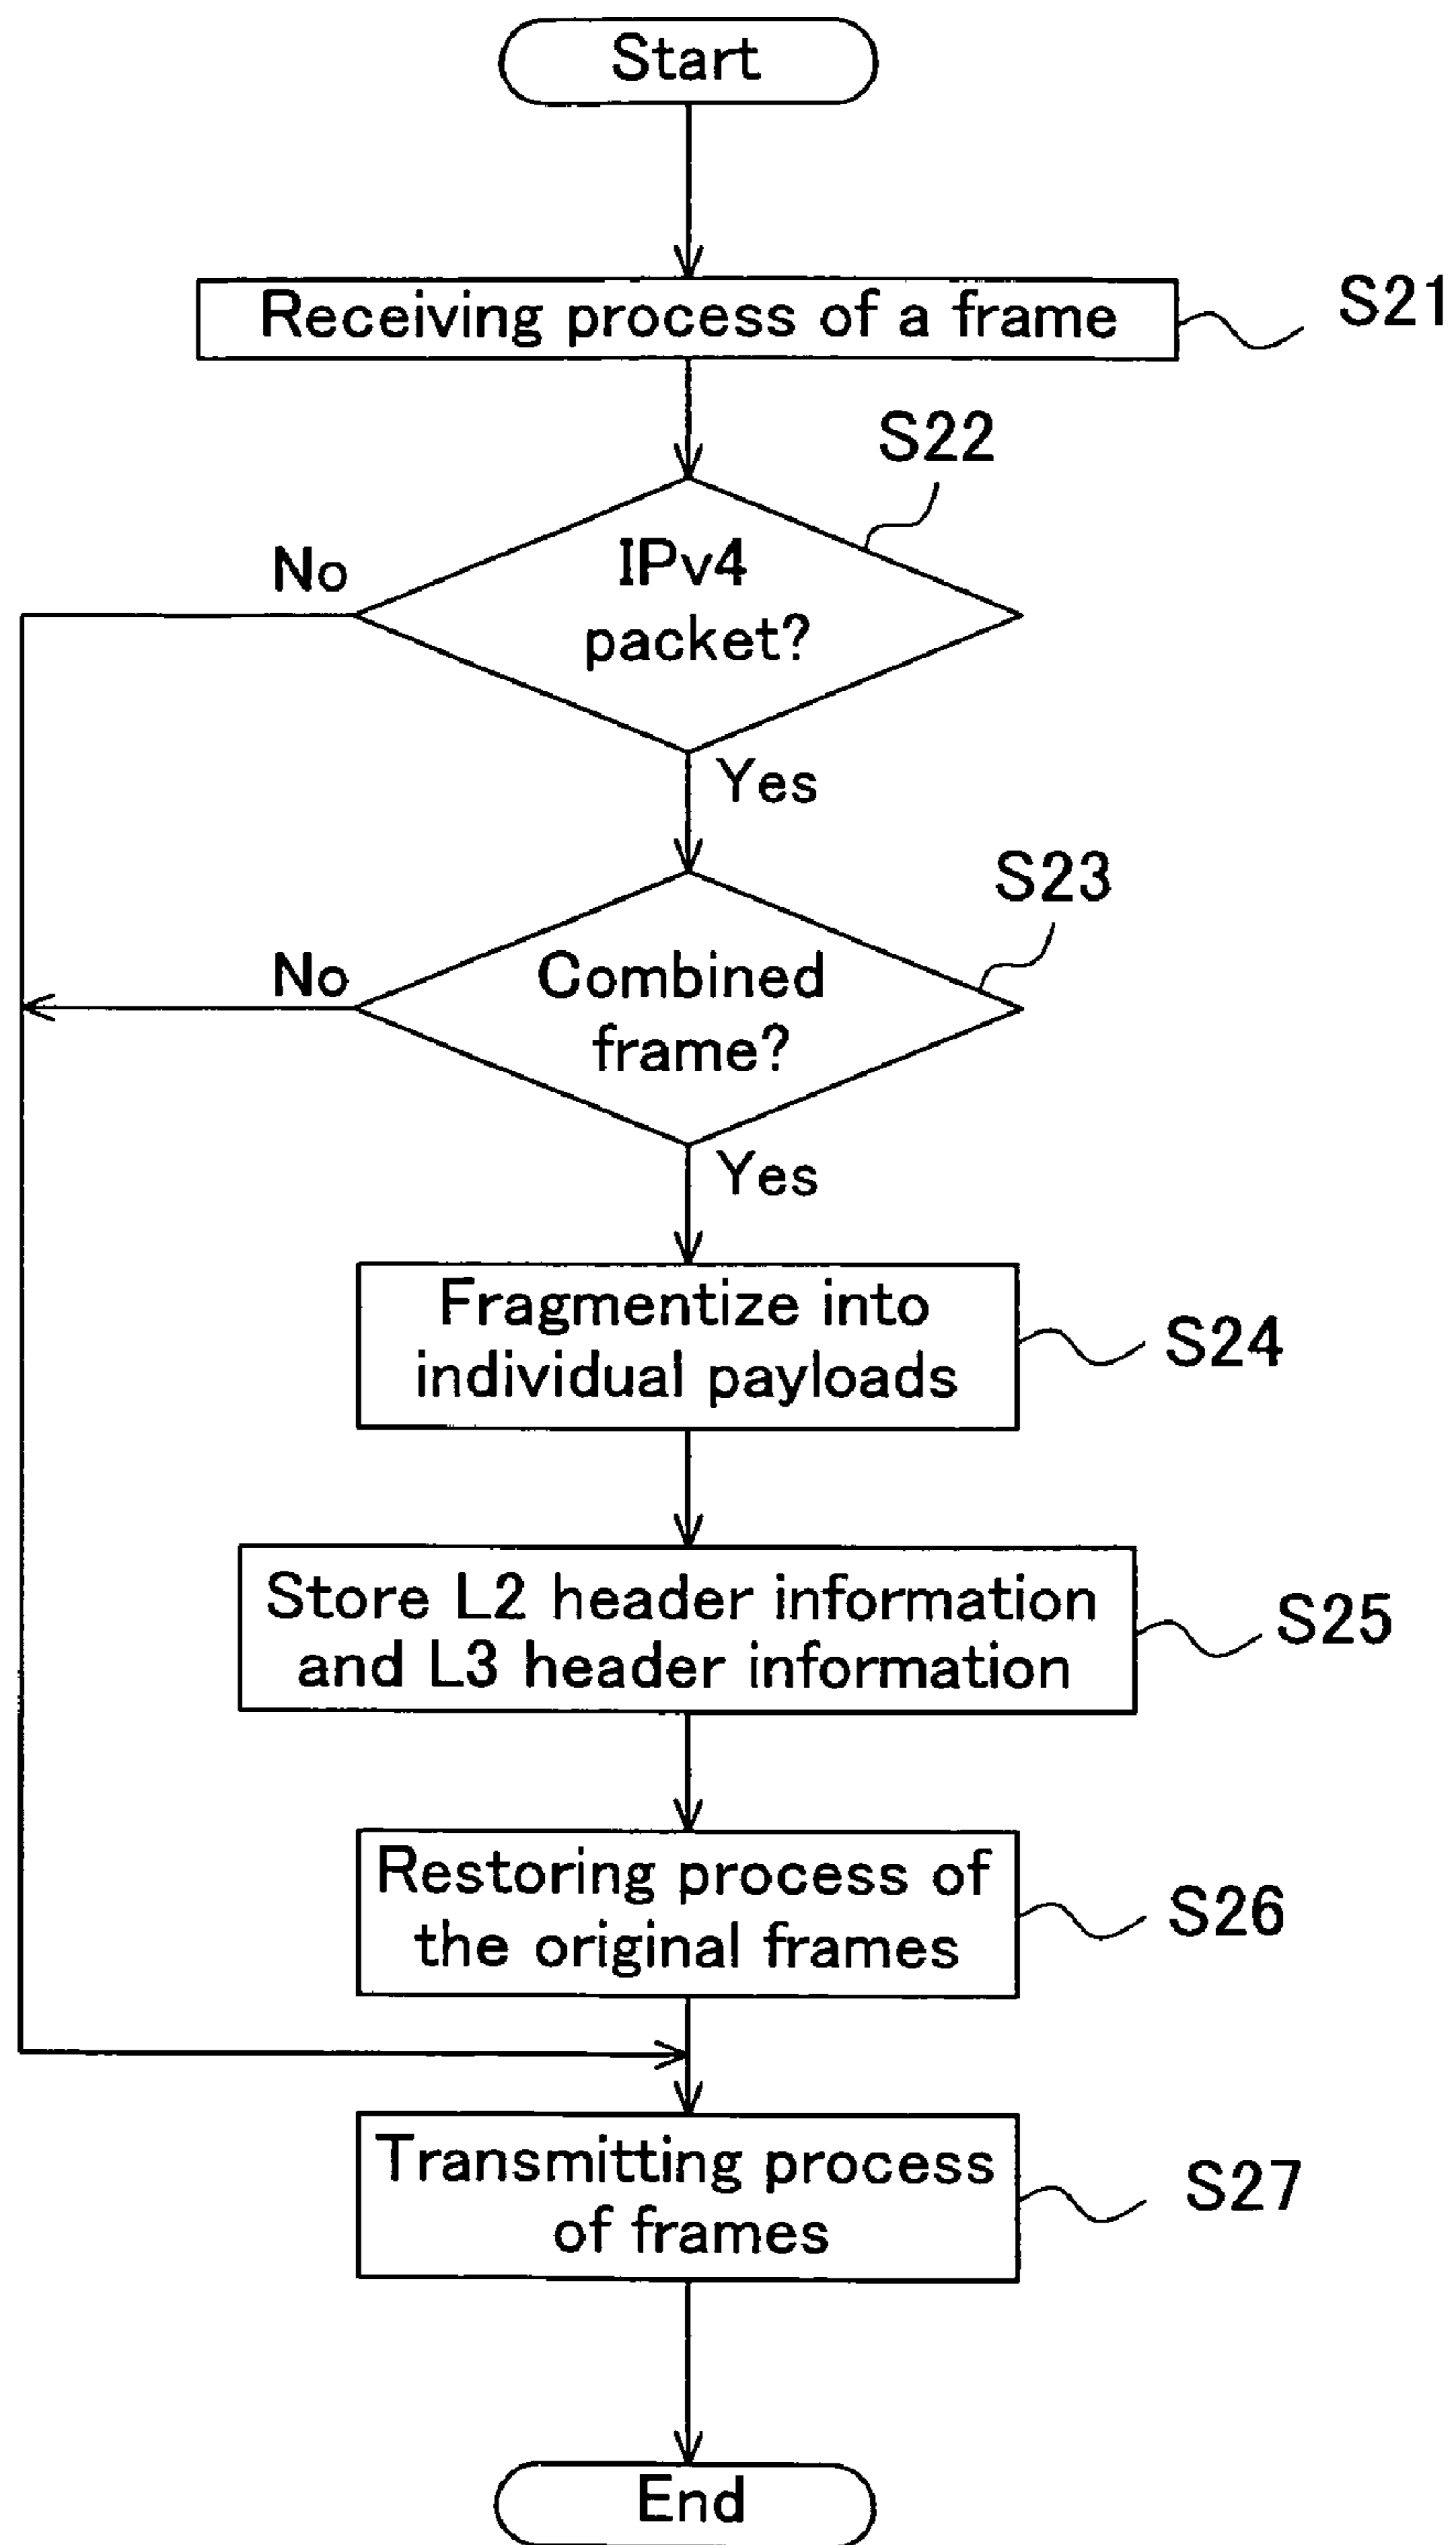 Start
Receiving process of a frame
S21
S22
No
IPv4
packet?
Yes
S23
No
Combined
frame?
Yes
Fragmentize into
individual payloads
S24
Store L2 header information
and L3 header information
S25
Restoring process of
the original frames
S26
Transmitting process
of frames
S27
End